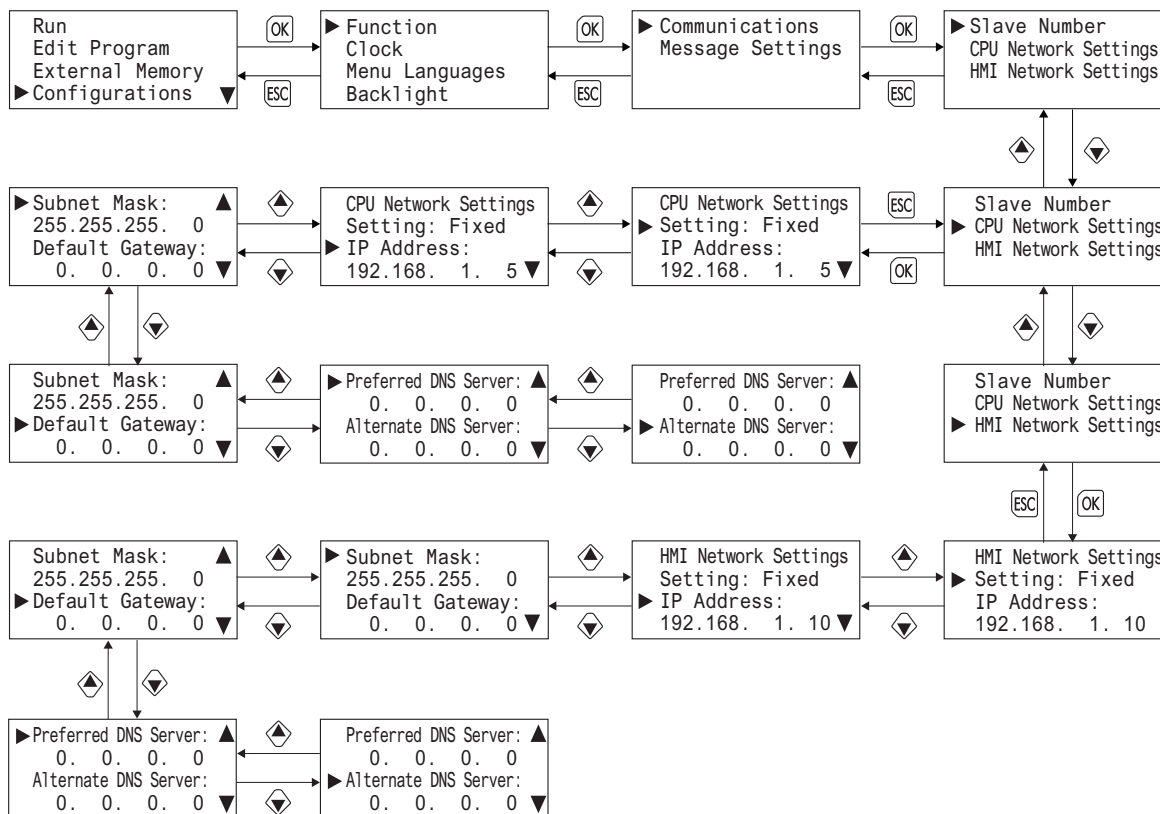 Run
Edit Program
External Memory
▶Configurations ▼
OK
ESC
▶ Function
Clock
Menu Languages
Backlight
OK
ESC
▶ Communications
Message Settings
OK
ESC
▶ Slave Number
CPU Network Settings
HMI Network Settings
▶ Subnet Mask: ▲
255.255.255. 0
Default Gateway:
0. 0. 0. 0 ▼
CPU Network Settings
Setting: Fixed
▶ IP Address:
192.168. 1. 5 ▼
CPU Network Settings
▶ Setting: Fixed
IP Address:
192.168. 1. 5 ▼
ESC
OK
Slave Number
▶ CPU Network Settings
HMI Network Settings
Subnet Mask: ▲
255.255.255. 0
▶ Default Gateway:
0. 0. 0. 0 ▼
▶ Preferred DNS Server: ▲
0. 0. 0. 0
Alternate DNS Server:
0. 0. 0. 0 ▼
Preferred DNS Server: ▲
0. 0. 0. 0
▶ Alternate DNS Server:
0. 0. 0. 0 ▼
Slave Number
CPU Network Settings
▶ HMI Network Settings
ESC
OK
Subnet Mask: ▲
255.255.255. 0
▶ Default Gateway:
0. 0. 0. 0 ▼
▶ Subnet Mask:
255.255.255. 0
Default Gateway:
0. 0. 0. 0 ▼
HMI Network Settings
Setting: Fixed
▶ IP Address:
192.168. 1. 10 ▼
HMI Network Settings
▶ Setting: Fixed
IP Address:
192.168. 1. 10
▶ Preferred DNS Server: ▲
0. 0. 0. 0
Alternate DNS Server:
0. 0. 0. 0 ▼
Preferred DNS Server: ▲
0. 0. 0. 0
▶ Alternate DNS Server:
0. 0. 0. 0 ▼